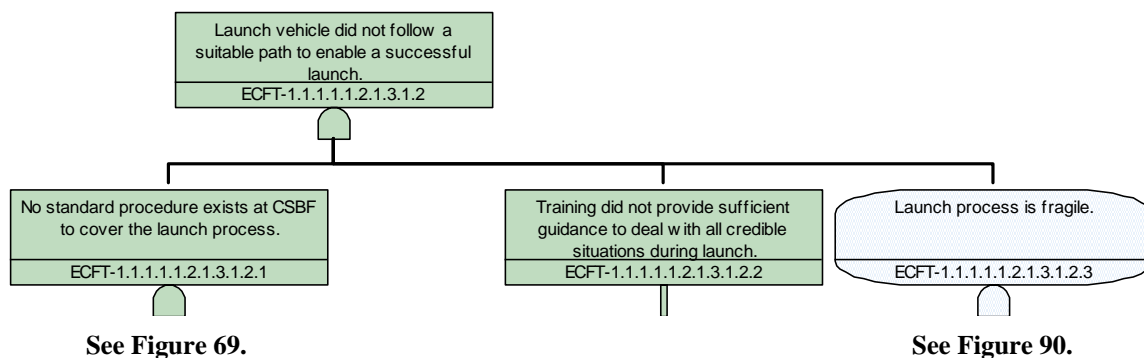 Launch vehicle did not follow a
suitable path to enable a successful
launch.
ECFT-1.1.1.1.1.2.1.3.1.2
No standard procedure exists at CSBF
to cover the launch process.
ECFT-1.1.1.1.1.2.1.3.1.2.1
Training did not provide sufficient
guidance to deal with all credible
situations during launch.
ECFT-1.1.1.1.1.2.1.3.1.2.2
Launch process is fragile.
ECFT-1.1.1.1.1.2.1.3.1.2.3
See Figure 69.
See Figure 90.